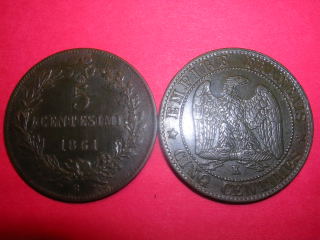 5
CENTESIMI
1861
EMPIRE FRANÇAIS
CINQ CENTIMES